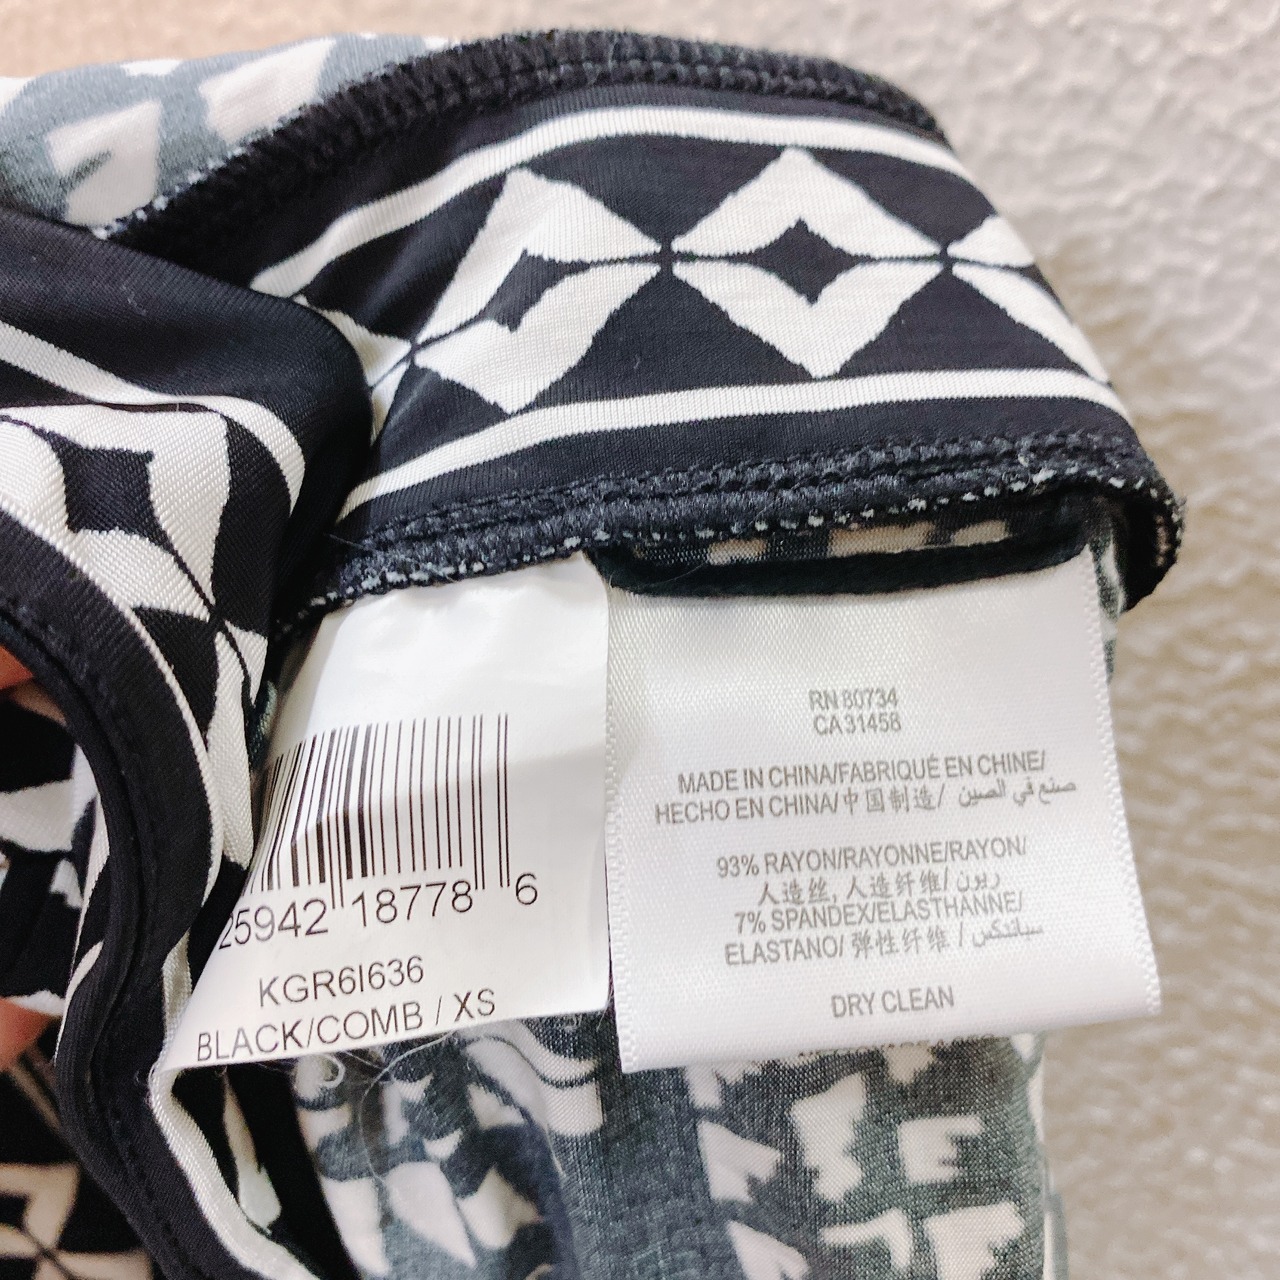 25942 18778 6
KGR6I636
BLACK/COMB / XS
RN 80734
CA 31458
MADE IN CHINA/FABRIQUÉ EN CHINE/
HECHO EN CHINA/中国制造/ صنع في الصين
93% RAYON/RAYONNE/RAYON/
人造丝, 人造纤维/ ريون/
7% SPANDEX/ELASTHANNE/
ELASTANO/ 弹性纤维 / سباندكس
DRY CLEAN